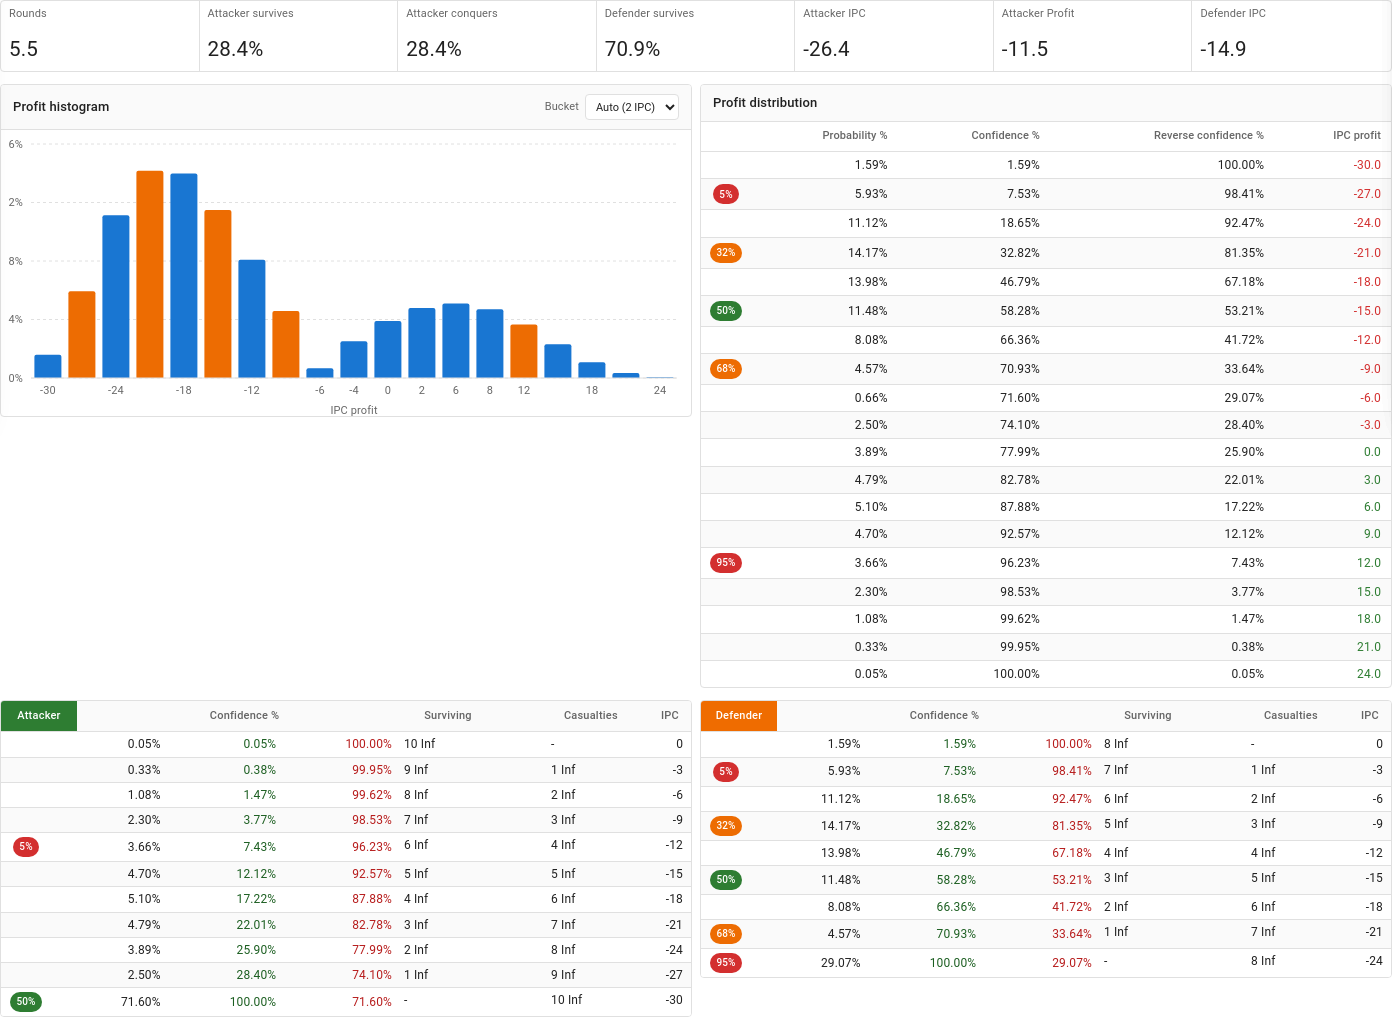 Rounds Attacker survives Attacker conquers Defender survives Attacker IPC Attacker Profit Defender IPC
5.5 28.4% 28.4% 70.9% -26.4 -11.5 -14.9
Profit histogram Bucket Auto (2 IPC)
6%
2%
8%
4%
0%
-30 -24 -18 -12 -6 -4 0 2 6 8 12 18 24
IPC profit
Profit distribution
Probability % Confidence % Reverse confidence % IPC profit
1.59% 1.59% 100.00% -30.0
5% 5.93% 7.53% 98.41% -27.0
11.12% 18.65% 92.47% -24.0
32% 14.17% 32.82% 81.35% -21.0
13.98% 46.79% 67.18% -18.0
50% 11.48% 58.28% 53.21% -15.0
8.08% 66.36% 41.72% -12.0
68% 4.57% 70.93% 33.64% -9.0
0.66% 71.60% 29.07% -6.0
2.50% 74.10% 28.40% -3.0
3.89% 77.99% 25.90% 0.0
4.79% 82.78% 22.01% 3.0
5.10% 87.88% 17.22% 6.0
4.70% 92.57% 12.12% 9.0
95% 3.66% 96.23% 7.43% 12.0
2.30% 98.53% 3.77% 15.0
1.08% 99.62% 1.47% 18.0
0.33% 99.95% 0.38% 21.0
0.05% 100.00% 0.05% 24.0
Attacker Confidence % Surviving Casualties IPC
0.05% 0.05% 100.00% 10 Inf - 0
0.33% 0.38% 99.95% 9 Inf 1 Inf -3
1.08% 1.47% 99.62% 8 Inf 2 Inf -6
2.30% 3.77% 98.53% 7 Inf 3 Inf -9
5% 3.66% 7.43% 96.23% 6 Inf 4 Inf -12
4.70% 12.12% 92.57% 5 Inf 5 Inf -15
5.10% 17.22% 87.88% 4 Inf 6 Inf -18
4.79% 22.01% 82.78% 3 Inf 7 Inf -21
3.89% 25.90% 77.99% 2 Inf 8 Inf -24
2.50% 28.40% 74.10% 1 Inf 9 Inf -27
50% 71.60% 100.00% 71.60% - 10 Inf -30
Defender Confidence % Surviving Casualties IPC
1.59% 1.59% 100.00% 8 Inf - 0
5% 5.93% 7.53% 98.41% 7 Inf 1 Inf -3
11.12% 18.65% 92.47% 6 Inf 2 Inf -6
32% 14.17% 32.82% 81.35% 5 Inf 3 Inf -9
13.98% 46.79% 67.18% 4 Inf 4 Inf -12
50% 11.48% 58.28% 53.21% 3 Inf 5 Inf -15
8.08% 66.36% 41.72% 2 Inf 6 Inf -18
68% 4.57% 70.93% 33.64% 1 Inf 7 Inf -21
95% 29.07% 100.00% 29.07% - 8 Inf -24